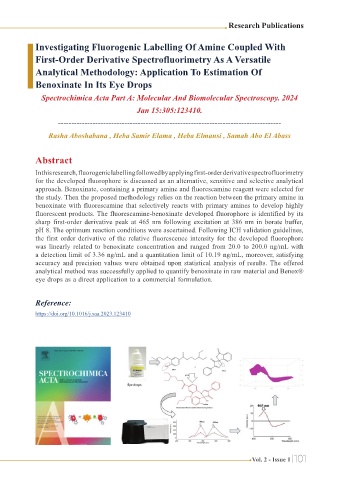 Research Publications
Investigating Fluorogenic Labelling Of Amine Coupled With
First-Order Derivative Spectrofluorimetry As A Versatile
Analytical Methodology: Application To Estimation Of
Benoxinate In Its Eye Drops
Spectrochimica Acta Part A: Molecular And Biomolecular Spectroscopy. 2024
Jan 15:305:123410.
Rasha Aboshabana , Heba Samir Elama , Heba Elmansi , Samah Abo El Abass
Abstract
In this research, fluorogenic labelling followed by applying first-order derivative spectrofluorimetry
for the developed fluorophore is discussed as an alternative, sensitive and selective analytical
approach. Benoxinate, containing a primary amine and fluorescamine reagent were selected for
the study. Then the proposed methodology relies on the reaction between the primary amine in
benoxinate with fluorescamine that selectively reacts with primary amines to develop highly
fluorescent products. The fluorescamine-benoxinate developed fluorophore is identified by its
sharp first-order derivative peak at 465 nm following excitation at 386 nm in borate buffer,
pH 8. The optimum reaction conditions were ascertained. Following ICH validation guidelines,
the first order derivative of the relative fluorescence intensity for the developed fluorophore
was linearly related to benoxinate concentration and ranged from 20.0 to 200.0 ng/mL with
a detection limit of 3.36 ng/mL and a quantitation limit of 10.19 ng/mL, moreover, satisfying
accuracy and precision values were obtained upon statistical analysis of results. The offered
analytical method was successfully applied to quantify benoxinate in raw material and Benox®
eye drops as a direct application to a commercial formulation.
Reference:
https://doi.org/10.1016/j.saa.2023.123410
SPECTROCHIMICA
ACTA
A
Eye drops
465 nm
Vol. 2 - Issue 1 101